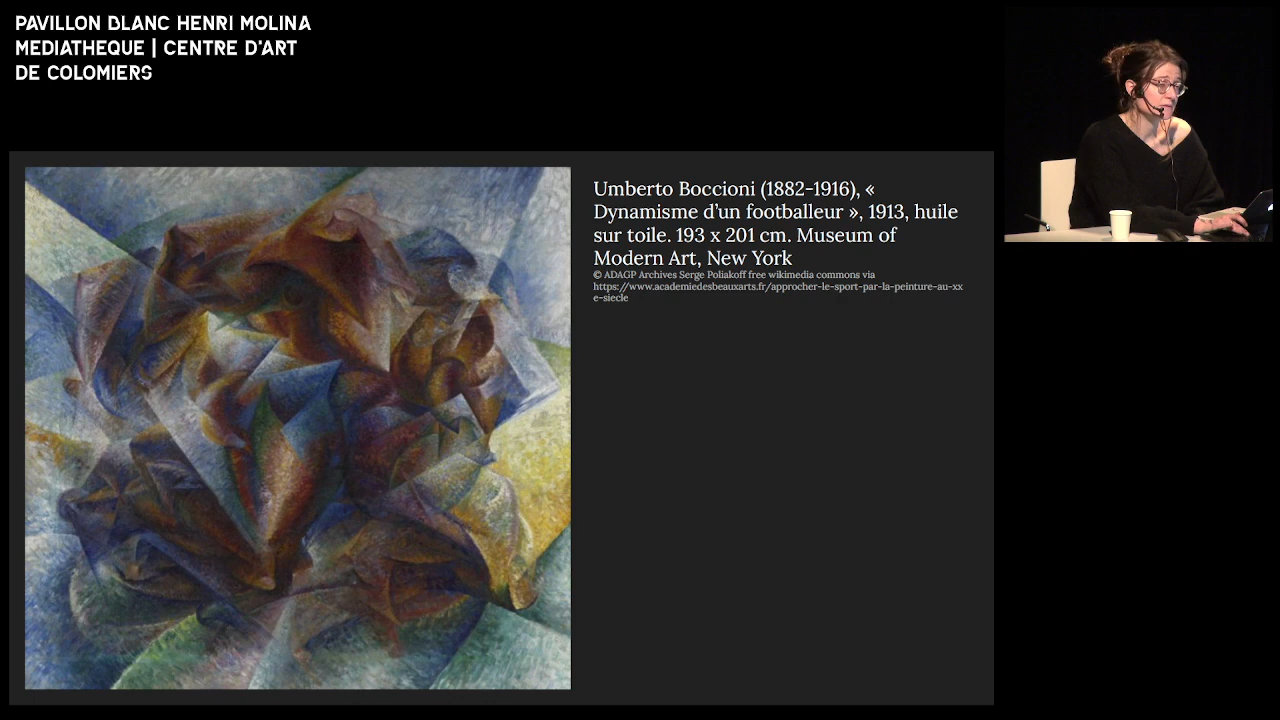 PAVILLON BLANC HENRI MOLINA
MEDIATHEQUE | CENTRE D'ART
DE COLOMIERS
Umberto Boccioni (1882-1916), «
Dynamisme d'un footballeur », 1913, huile
sur toile. 193 x 201 cm. Museum of
Modern Art, New York
© ADAGP Archives Serge Poliakoff free wikimedia commons via
https://www.academiedesbeauxarts.fr/approcher-le-sport-par-la-peinture-au-xx
e-siecle